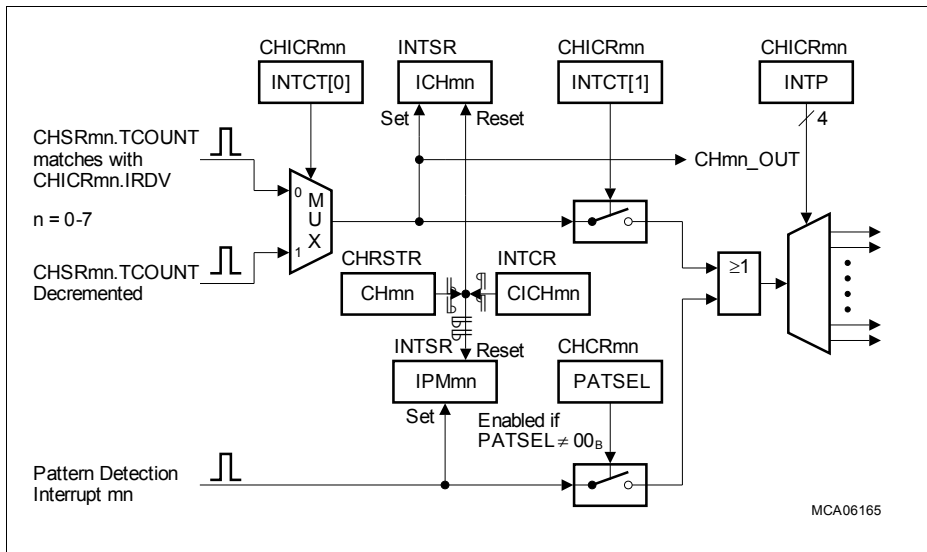 CHICRmn
INTSR
CHICRmn
CHICRmn
INTCT[0]
ICHmn
INTCT[1]
INTP
Set
Reset
4
CHSRmn.TCOUNT
matches with
CHICRmn.IRDV
CHmn_OUT
n = 0-7
0
M
U
X
1
CHSRmn.TCOUNT
Decremented
CHRSTR
INTCR
CHmn
CICHmn
≥1
INTSR
Reset
CHCRmn
IPMmn
PATSEL
Set
Enabled if
PATSEL ≠ 00B
Pattern Detection
Interrupt mn
MCA06165